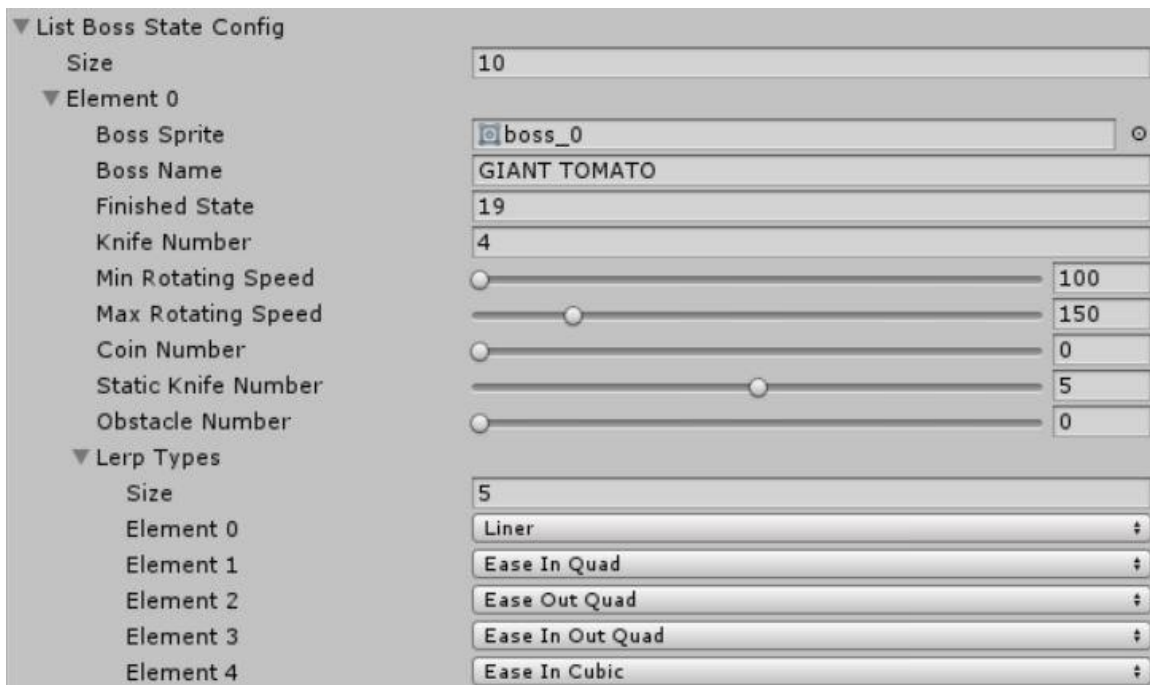 List Boss State Config
Size 10
Element 0
Boss Sprite boss_0
Boss Name GIANT TOMATO
Finished State 19
Knife Number 4
Min Rotating Speed 100
Max Rotating Speed 150
Coin Number 0
Static Knife Number 5
Obstacle Number 0
Lerp Types
Size 5
Element 0 Liner
Element 1 Ease In Quad
Element 2 Ease Out Quad
Element 3 Ease In Out Quad
Element 4 Ease In Cubic